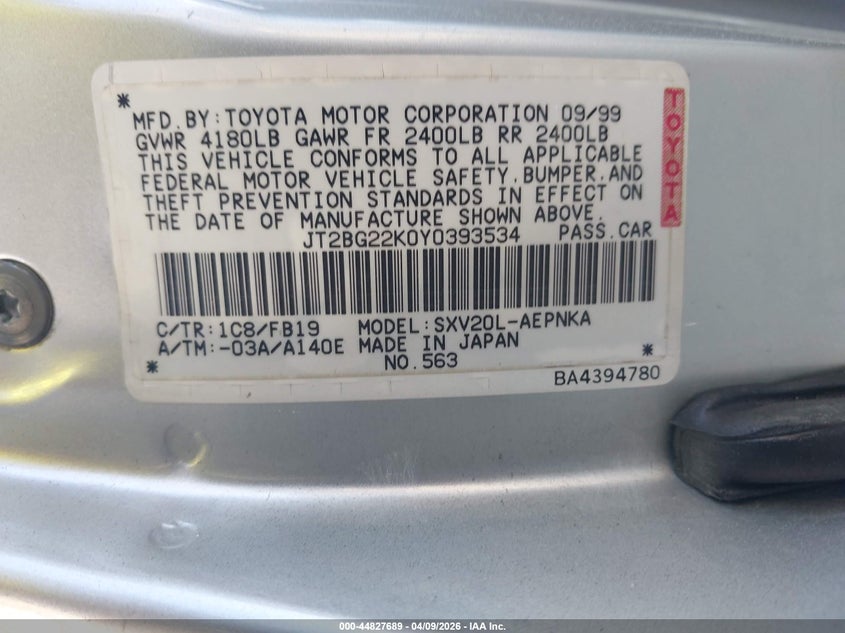 *
MFD.BY:TOYOTA MOTOR CORPORATION 09/99
GVWR 4180LB GAWR FR 2400LB RR 2400LB
THIS VEHICLE CONFORMS TO ALL APPLICABLE
FEDERAL MOTOR VEHICLE SAFETY,BUMPER,AND
THEFT PREVENTION STANDARDS IN EFFECT ON
THE DATE OF MANUFACTURE SHOWN ABOVE.
JT2BG22K0Y0393534 PASS.CAR
TOYOTA
C/TR:1C8/FB19 MODEL:SXV20L-AEPNKA
A/TM:-03A/A140E MADE IN JAPAN
* NO.563 *
BA4394780
000-44827689 - 04/09/2026 - IAA Inc.